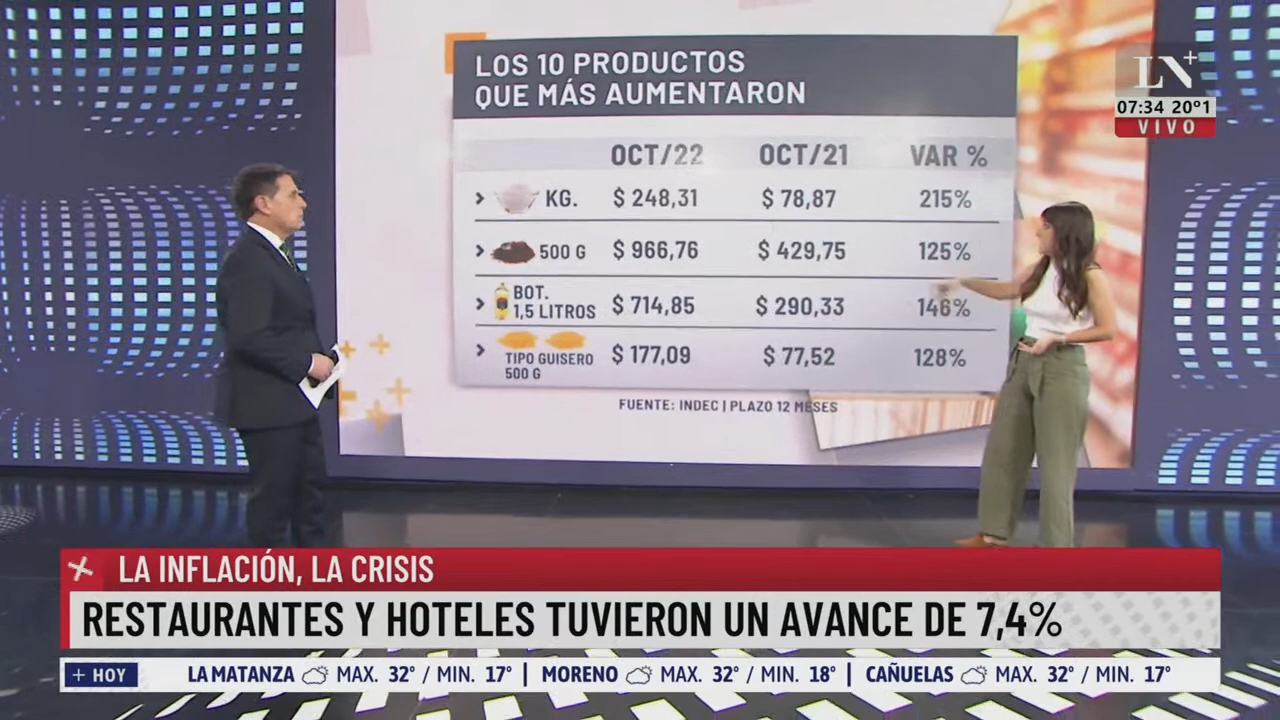 LOS 10 PRODUCTOS
QUE MÁS AUMENTARON
OCT/22 OCT/21 VAR %
KG. $ 248,31 $ 78,87 215%
500 G $ 966,76 $ 429,75 125%
BOT.
1,5 LITROS $ 714,85 $ 290,33 146%
TIPO GUISERO
500 G $ 177,09 $ 77,52 128%
FUENTE: INDEC | PLAZO 12 MESES
LN+
07:34 20°1
VIVO
LA INFLACIÓN, LA CRISIS
RESTAURANTES Y HOTELES TUVIERON UN AVANCE DE 7,4%
+ HOY LA MATANZA MAX. 32° / MIN. 17° | MORENO MAX. 32° / MIN. 18° | CAÑUELAS MAX. 32° / MIN. 17°